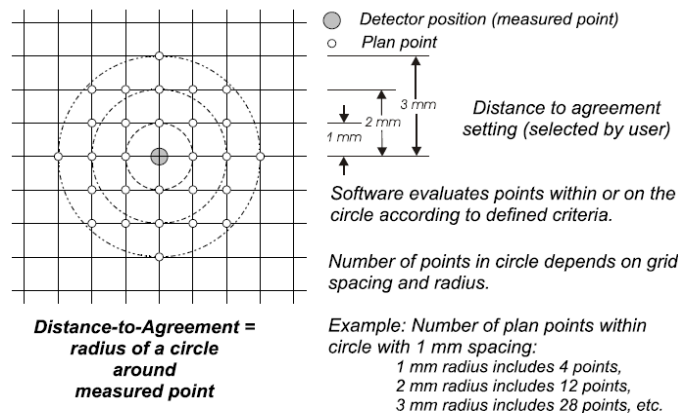 Detector position (measured point)
Plan point
3 mm
2 mm
1 mm
Distance to agreement
setting (selected by user)
Software evaluates points within or on the
circle according to defined criteria.
Number of points in circle depends on grid
spacing and radius.
Distance-to-Agreement =
radius of a circle
around
measured point
Example: Number of plan points within
circle with 1 mm spacing:
1 mm radius includes 4 points,
2 mm radius includes 12 points,
3 mm radius includes 28 points, etc.